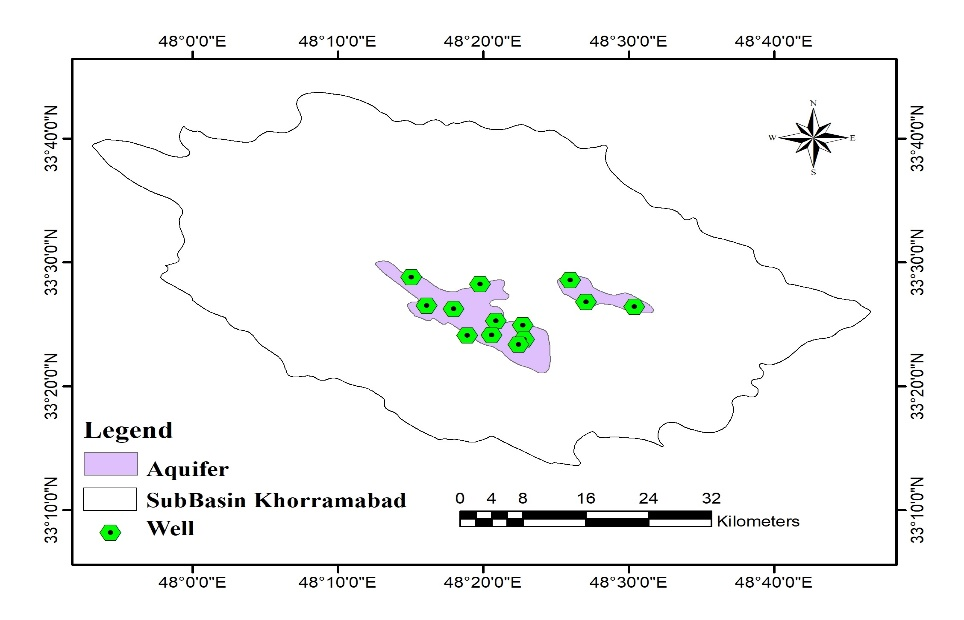 48°0'0"E 48°10'0"E 48°20'0"E 48°30'0"E 48°40'0"E
N
W E
S
33°40'0"N 33°40'0"N
33°30'0"N 33°30'0"N
33°20'0"N 33°20'0"N
33°10'0"N 33°10'0"N
Legend
Aquifer
SubBasin Khorramabad
Well
0 4 8 16 24 32
Kilometers
48°0'0"E 48°10'0"E 48°20'0"E 48°30'0"E 48°40'0"E